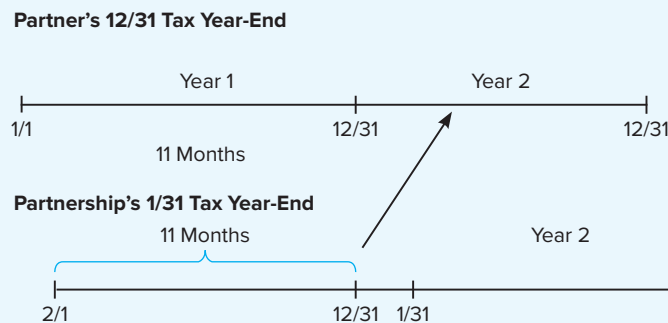 Partner's 12/31 Tax Year-End
Year 1 Year 2
1/1 12/31 12/31
11 Months
Partnership's 1/31 Tax Year-End
11 Months Year 2
2/1 12/31 1/31